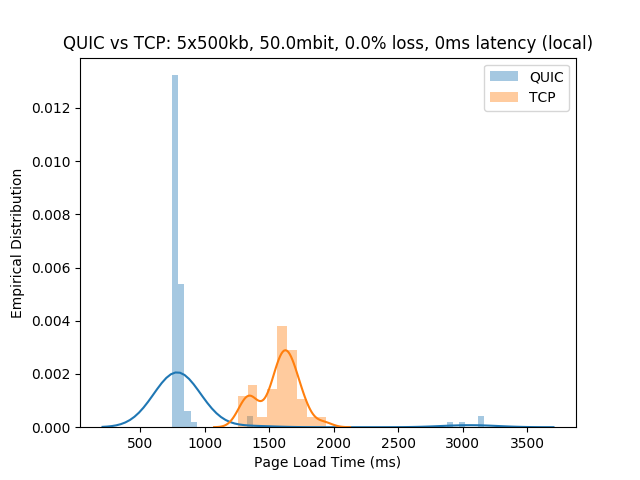 QUIC vs TCP: 5x500kb, 50.0mbit, 0.0% loss, 0ms latency (local)
QUIC
TCP
Empirical Distribution
0.012
0.010
0.008
0.006
0.004
0.002
0.000
500 1000 1500 2000 2500 3000 3500
Page Load Time (ms)